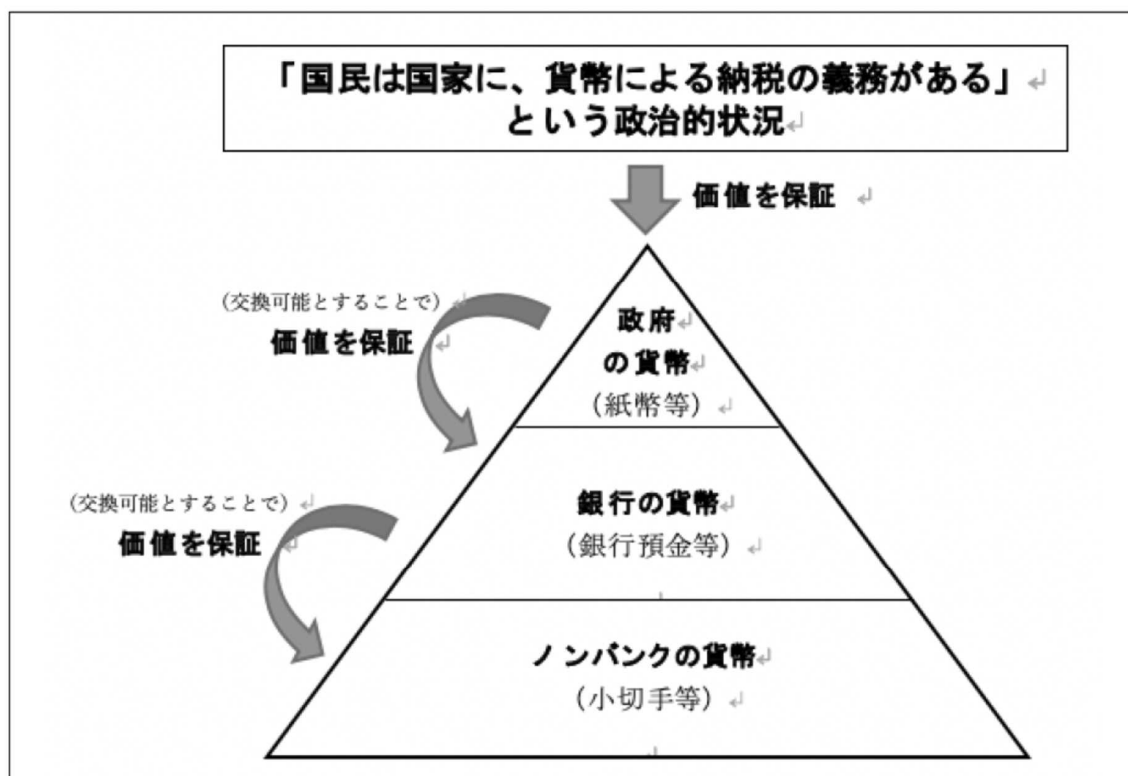 「国民は国家に、貨幣による納税の義務がある」↵
という政治的状況↵
価値を保証 ↵
(交換可能とすることで) ↵
価値を保証 ↵
政府↵
の貨幣↵
(紙幣等) ↵
(交換可能とすることで) ↵
価値を保証 ↵
銀行の貨幣↵
(銀行預金等) ↵
ノンバンクの貨幣↵
(小切手等) ↵